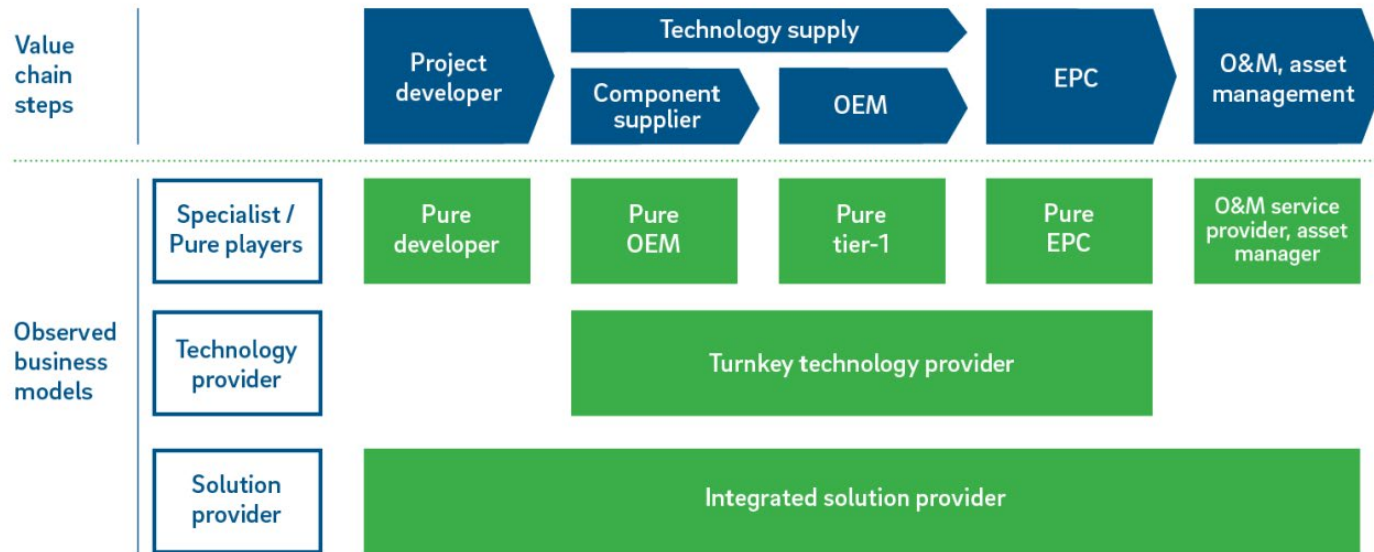 Value
chain
steps
Project
developer
Technology supply
Component
supplier
OEM
EPC
O&M, asset
management
Observed
business
models
Specialist /
Pure players
Pure
developer
Pure
OEM
Pure
tier-1
Pure
EPC
O&M service
provider, asset
manager
Technology
provider
Turnkey technology provider
Solution
provider
Integrated solution provider